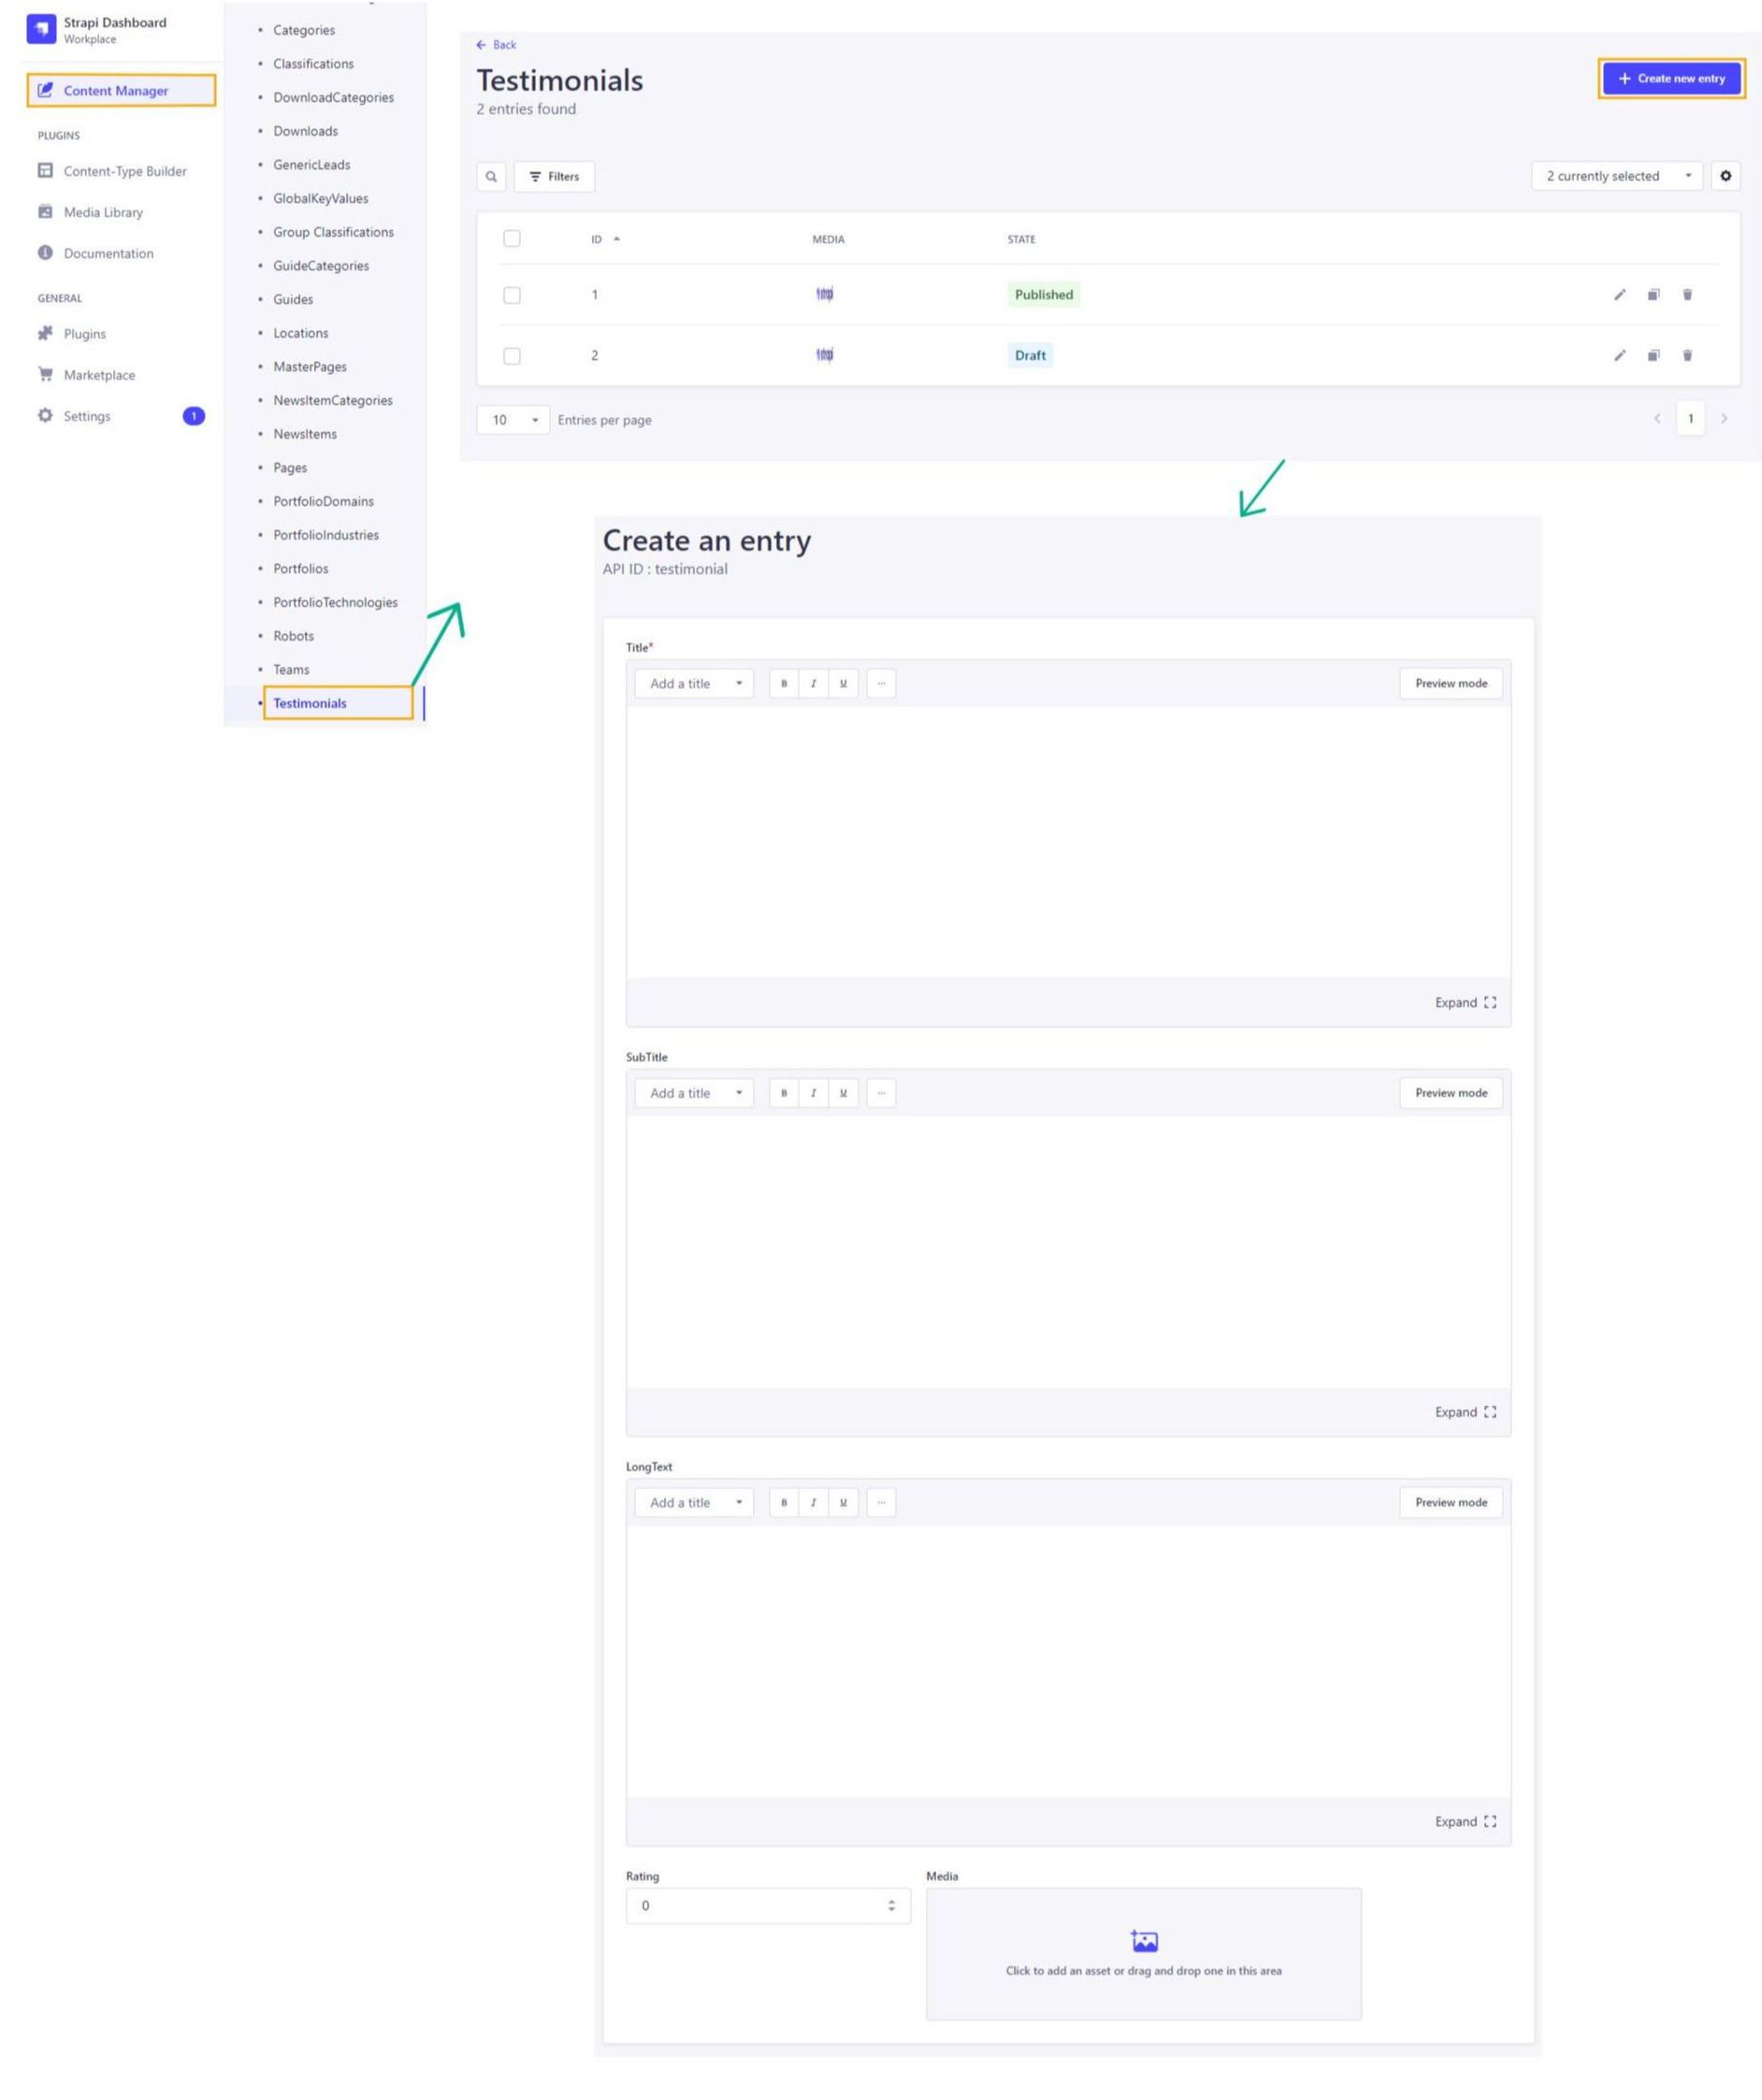 Strapi Dashboard
Workplace
Content Manager
PLUGINS
Content-Type Builder
Media Library
Documentation
GENERAL
Plugins
Marketplace
Settings 1
Categories
Classifications
DownloadCategories
Downloads
GenericLeads
GlobalKeyValues
Group Classifications
GuideCategories
Guides
Locations
MasterPages
NewsItemCategories
NewsItems
Pages
PortfolioDomains
PortfolioIndustries
Portfolios
PortfolioTechnologies
Robots
Teams
Testimonials
Back
Testimonials
2 entries found
+ Create new entry
Filters
2 currently selected
ID MEDIA STATE
1 Published
2 Draft
10 Entries per page
1
Create an entry
API ID : testimonial
Title*
Add a title B I U ... Preview mode
Expand
SubTitle
Add a title B I U ... Preview mode
Expand
LongText
Add a title B I U ... Preview mode
Expand
Rating Media
0
Click to add an asset or drag and drop one in this area